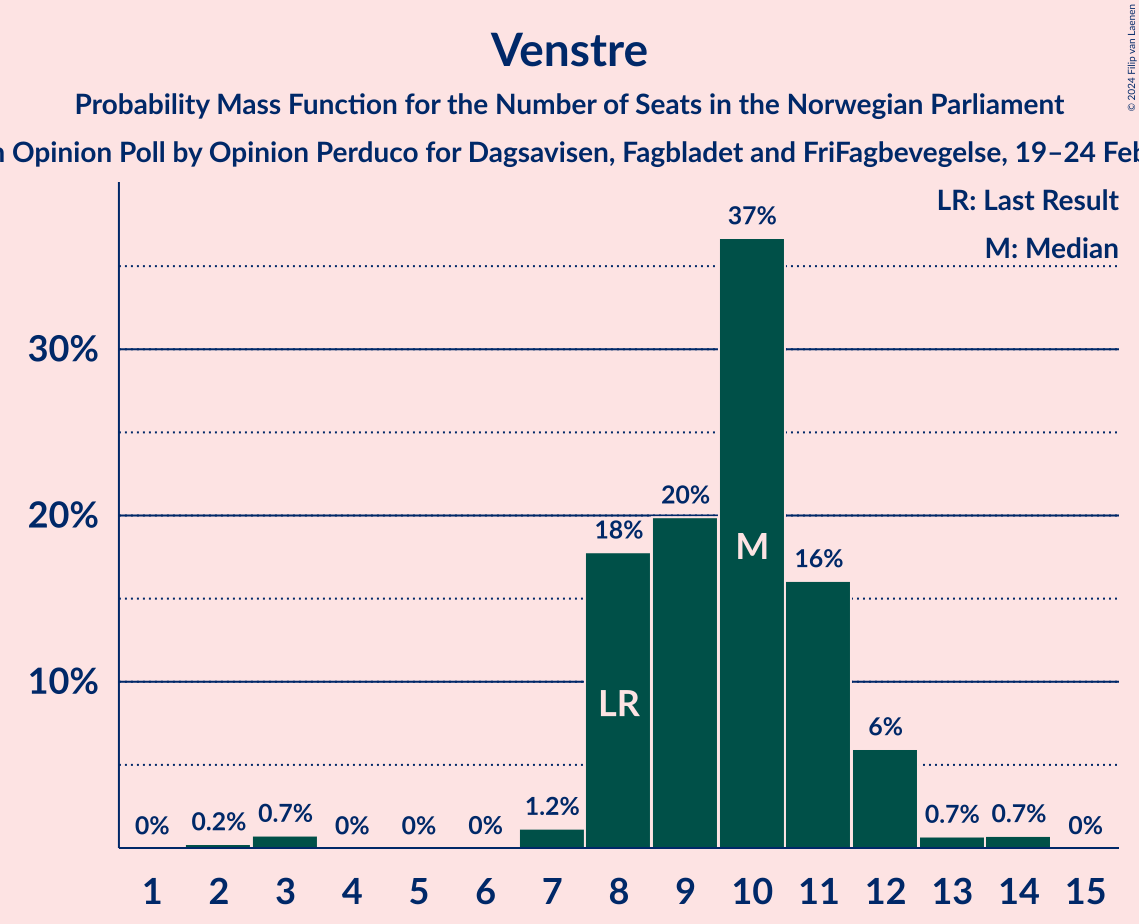 Venstre
Probability Mass Function for the Number of Seats in the Norwegian Parliament
Opinion Poll by Opinion Perduco for Dagsavisen, Fagbladet and FriFagbevegelse, 19–24 Feb
© 2024 Filip van Laenen
LR: Last Result
M: Median
30%
20%
10%
0%
0.2%
0.7%
0%
0%
0%
1.2%
18%
20%
37%
16%
6%
0.7%
0.7%
0%
LR
M
1 2 3 4 5 6 7 8 9 10 11 12 13 14 15